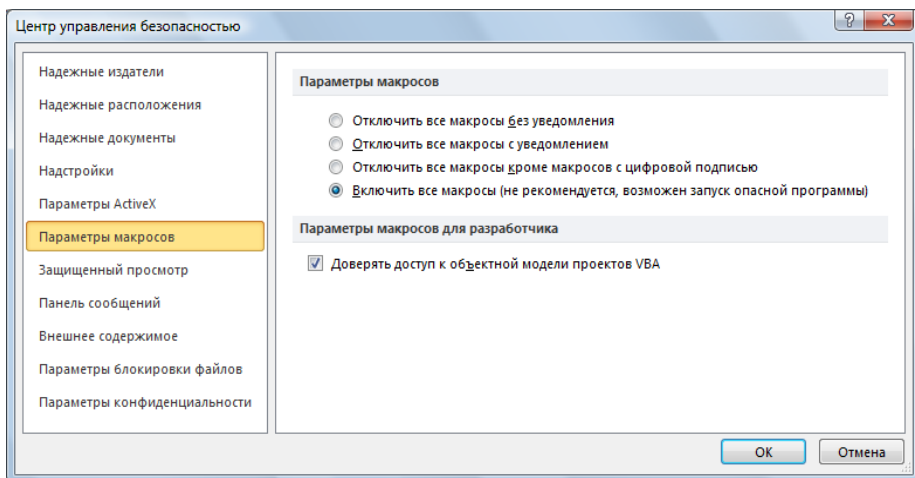 Центр управления безопасностью
Надежные издатели
Надежные расположения
Надежные документы
Надстройки
Параметры ActiveX
Параметры макросов
Защищенный просмотр
Панель сообщений
Внешнее содержимое
Параметры блокировки файлов
Параметры конфиденциальности
Параметры макросов
Отключить все макросы без уведомления
Отключить все макросы с уведомлением
Отключить все макросы кроме макросов с цифровой подписью
Включить все макросы (не рекомендуется, возможен запуск опасной программы)
Параметры макросов для разработчика
Доверять доступ к объектной модели проектов VBA
ОК
Отмена